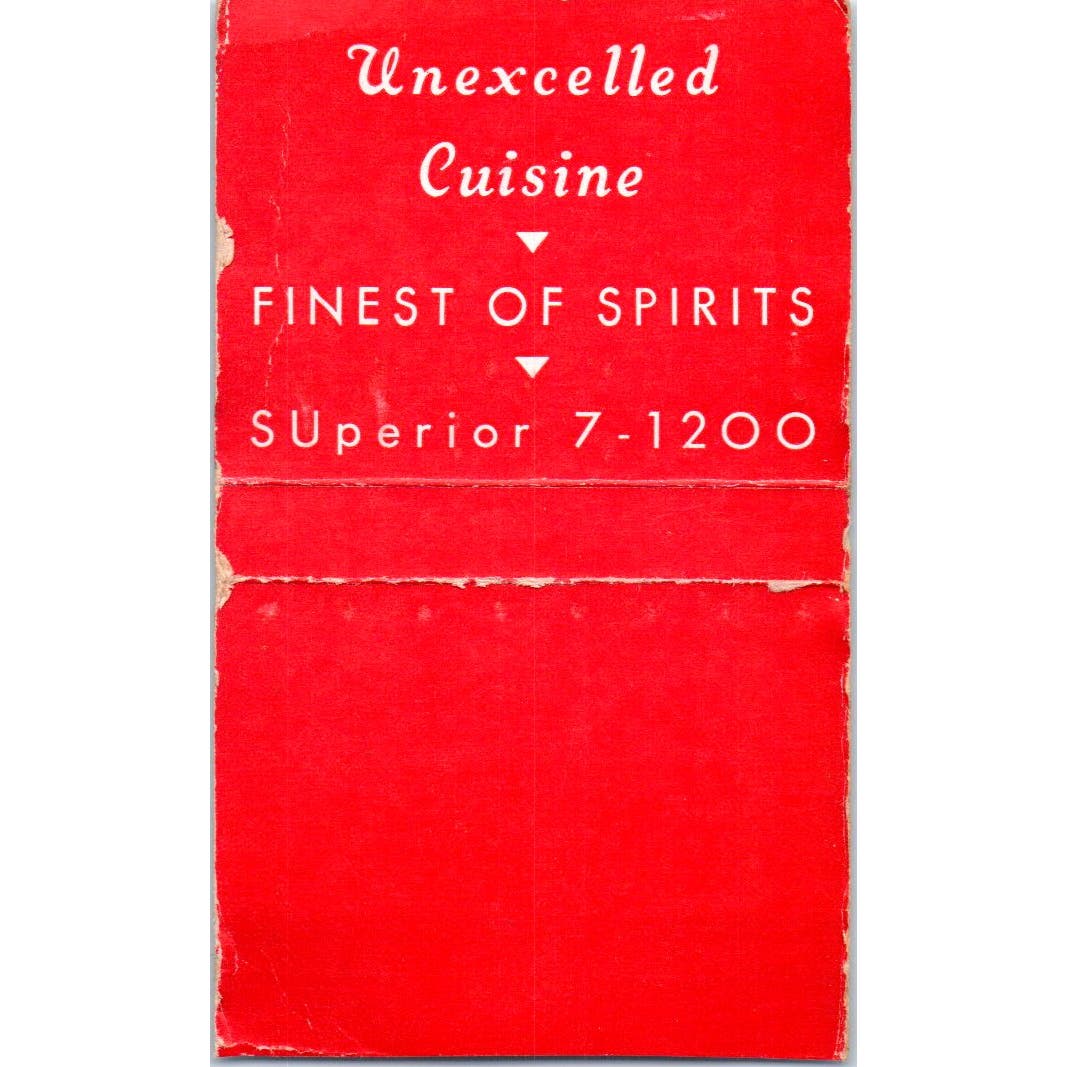 Unexcelled
Cuisine
FINEST OF SPIRITS
SUperior 7-1200